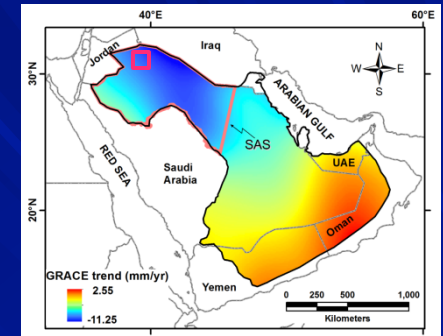 40°E
60°E
Jordan
Iraq
N
W E
S
30°N
ARABIAN GULF
SAS
RED SEA
Saudi
Arabia
UAE
20°N
Oman
GRACE trend (mm/yr)
2.55
-11.25
Yemen
0 250 500 1,000
Kilometers